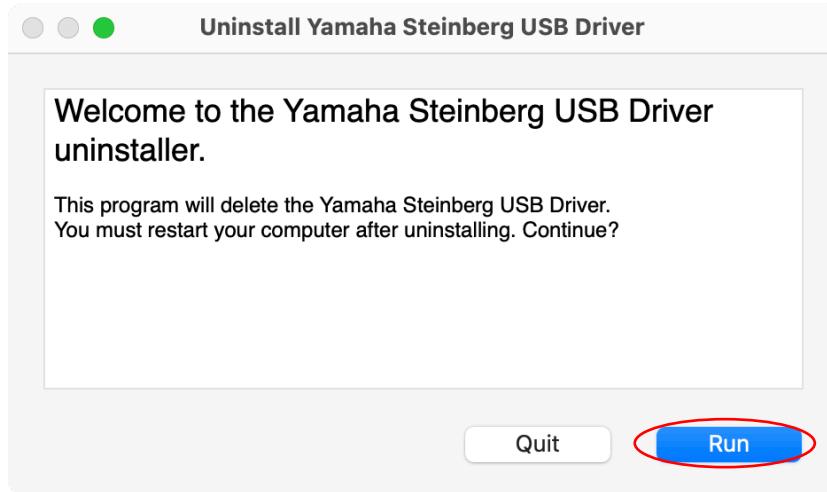 Uninstall Yamaha Steinberg USB Driver
Welcome to the Yamaha Steinberg USB Driver
uninstaller.
This program will delete the Yamaha Steinberg USB Driver.
You must restart your computer after uninstalling. Continue?
Quit
Run